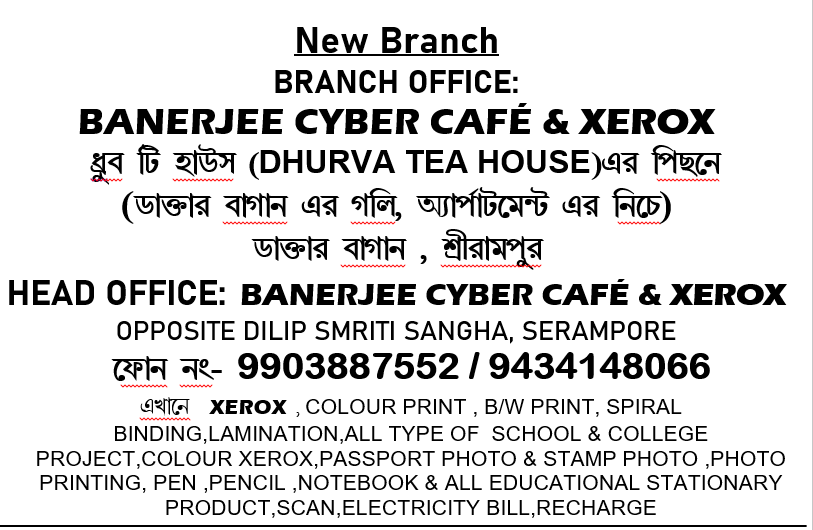 New Branch
BRANCH OFFICE:
BANERJEE CYBER CAFÉ & XEROX
ধ্রুব টি হাউস (DHURVA TEA HOUSE)এর পিছনে
(ডাক্তার বাগান এর গলি, অ্যার্পাটমেন্ট এর নিচে)
ডাক্তার বাগান , শ্রীরামপুর
HEAD OFFICE: BANERJEE CYBER CAFÉ & XEROX
OPPOSITE DILIP SMRITI SANGHA, SERAMPORE
ফোন নং- 9903887552 / 9434148066
এখানে XEROX , COLOUR PRINT , B/W PRINT, SPIRAL
BINDING,LAMINATION,ALL TYPE OF SCHOOL & COLLEGE
PROJECT,COLOUR XEROX,PASSPORT PHOTO & STAMP PHOTO ,PHOTO
PRINTING, PEN ,PENCIL ,NOTEBOOK & ALL EDUCATIONAL STATIONARY
PRODUCT,SCAN,ELECTRICITY BILL,RECHARGE